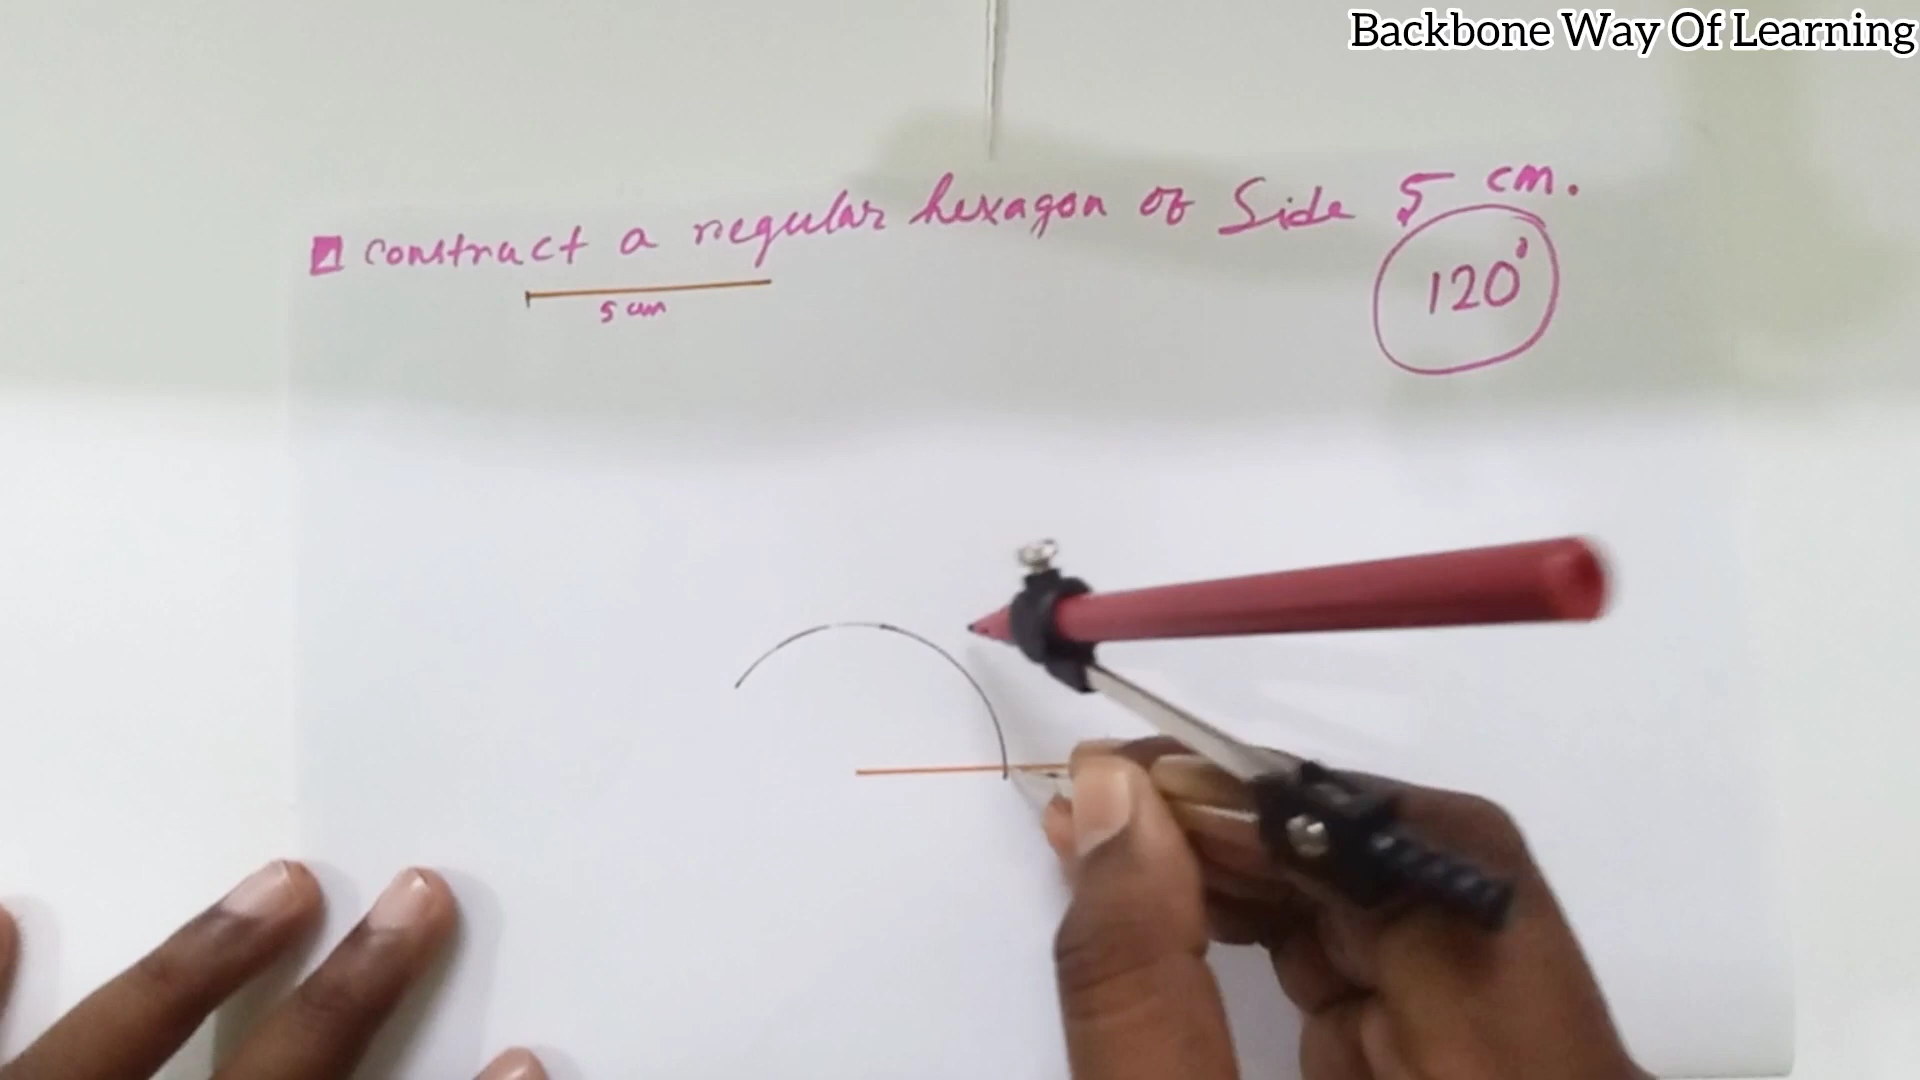 Backbone Way Of Learning
construct a regular hexagon of Side 5 cm.
5 cm
120°